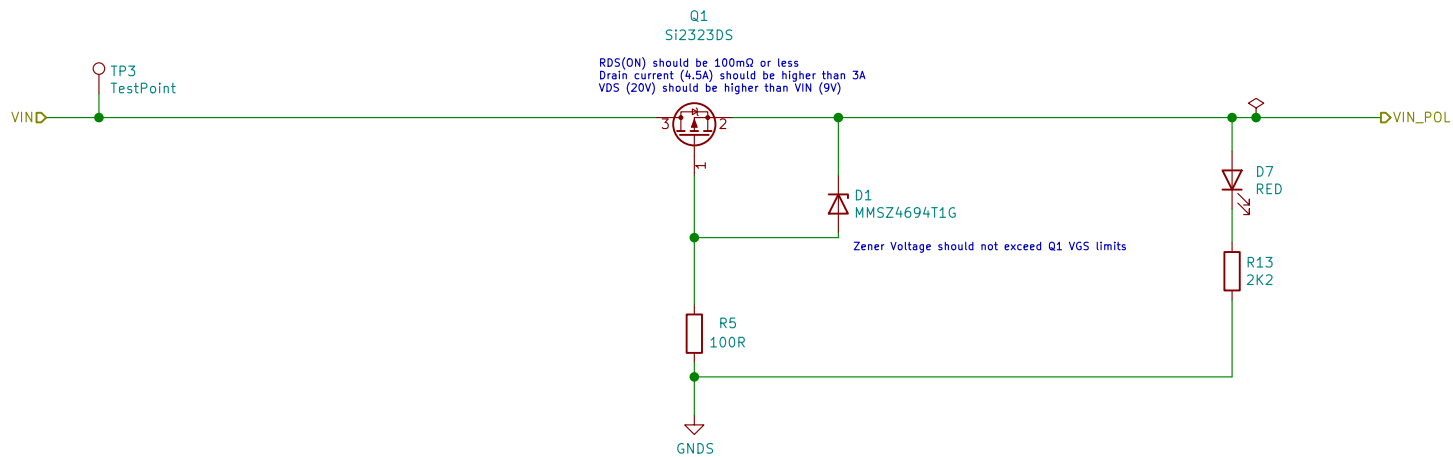 Q1
Si2323DS
RDS(ON) should be 100mΩ or less
Drain current (4.5A) should be higher than 3A
VDS (20V) should be higher than VIN (9V)
TP3
TestPoint
VIN
3
2
VIN_POL
1
D7
RED
D1
MMSZ4694T1G
Zener Voltage should not exceed Q1 VGS limits
R13
2K2
R5
100R
GNDS